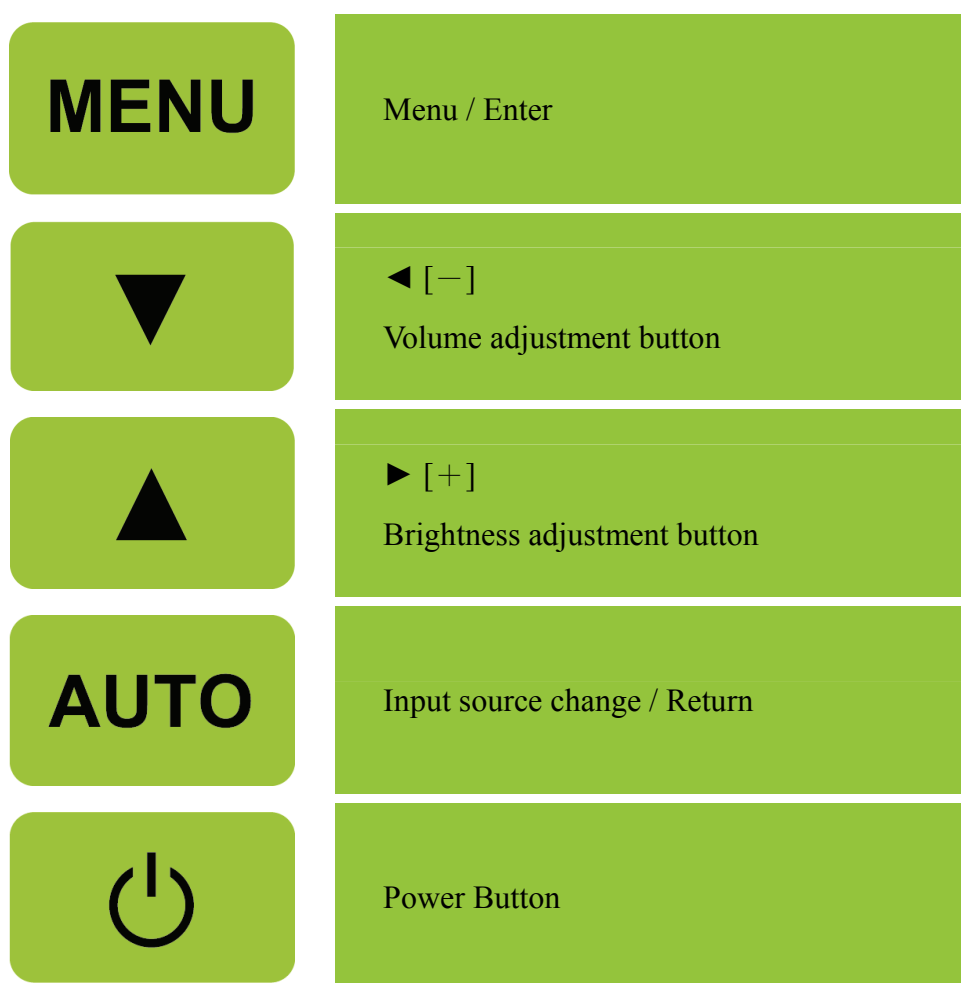 MENU
Menu / Enter
▼
◄ [－]
Volume adjustment button
▲
► [＋]
Brightness adjustment button
AUTO
Input source change / Return
Power Button